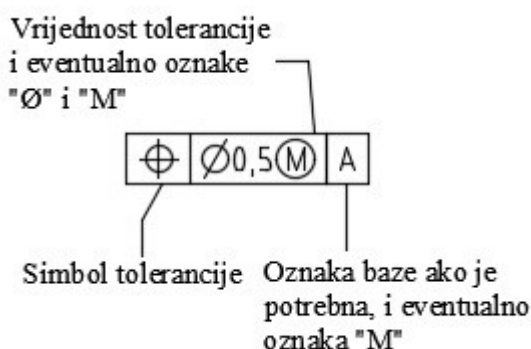 Vrijednost tolerancije
i eventualno oznake
"Ø" i "M"
⌖ Ø0,5Ⓜ A
Simbol tolerancije
Oznaka baze ako je
potrebna, i eventualno
oznaka "M"